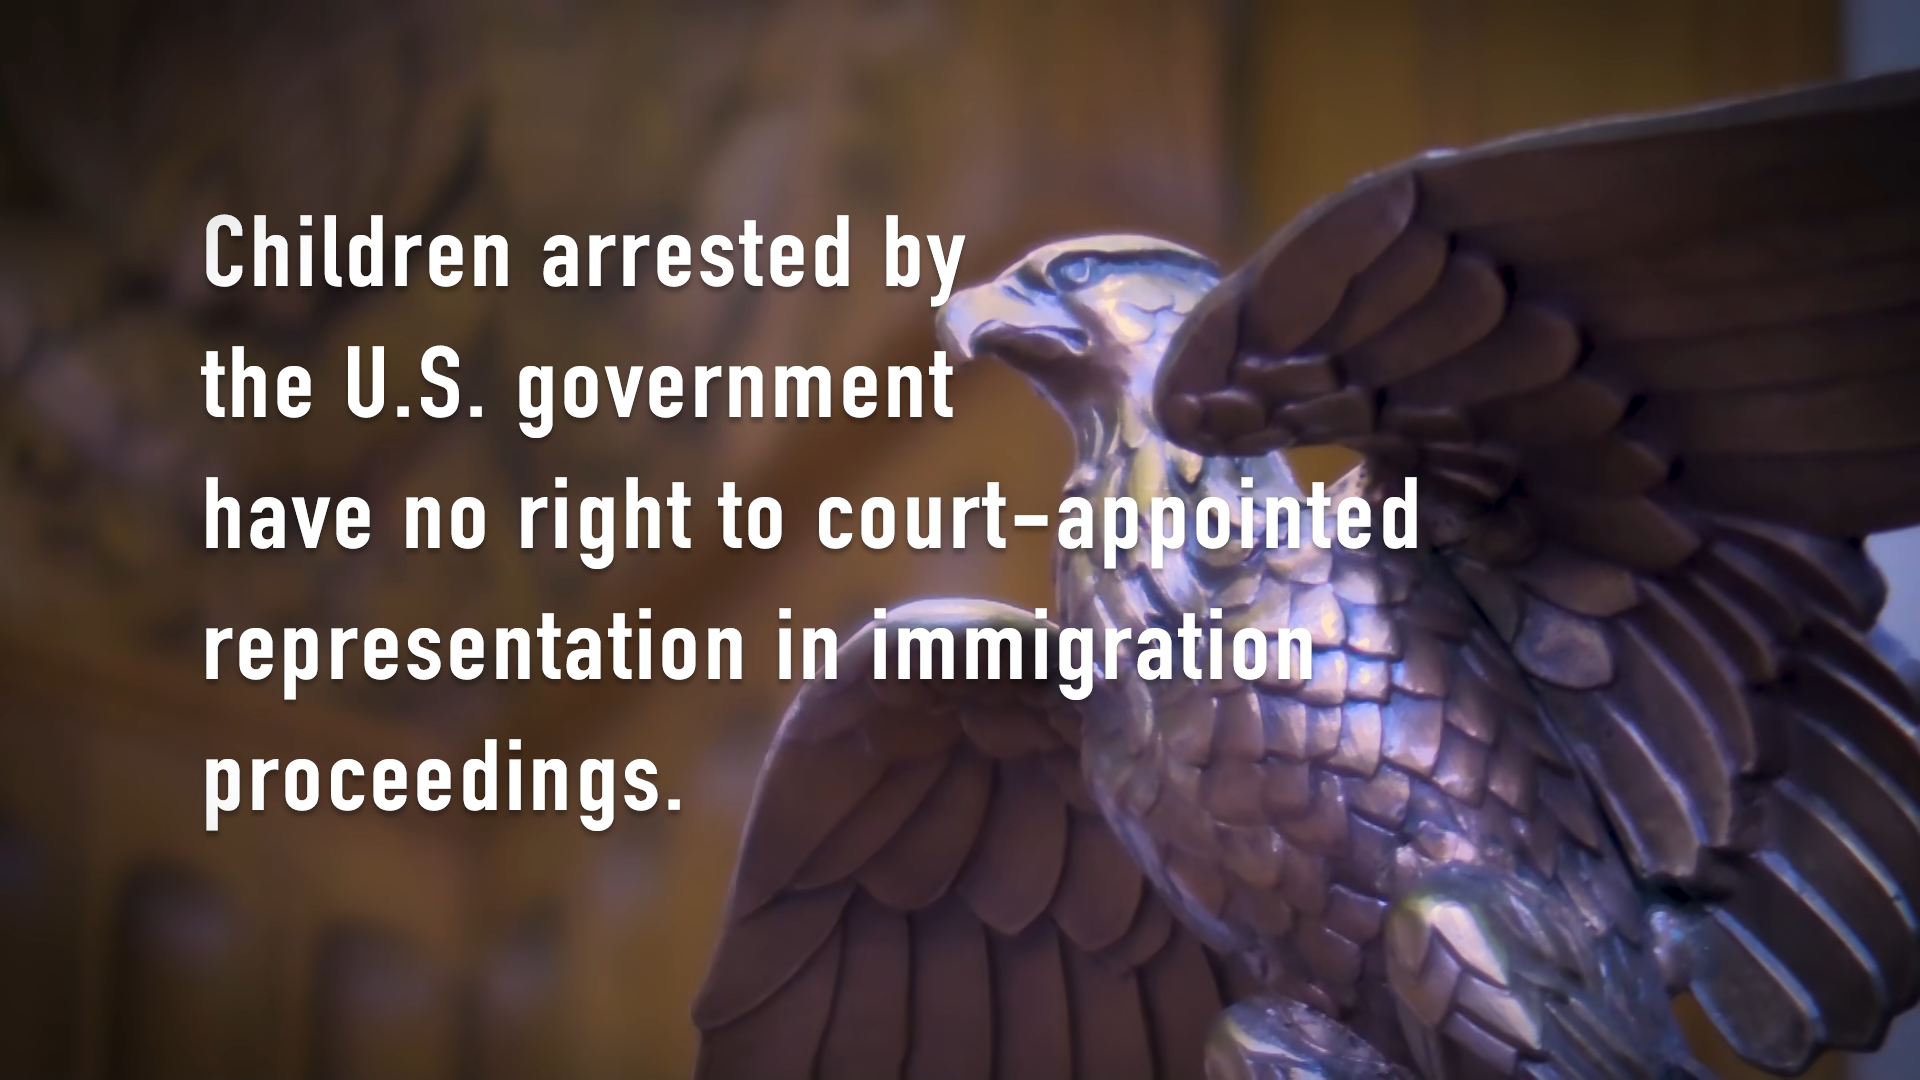 Children arrested by
the U.S. government
have no right to court-appointed
representation in immigration
proceedings.